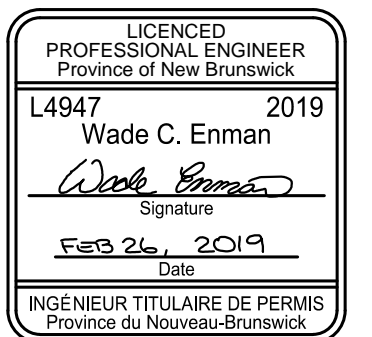 LICENCED
PROFESSIONAL ENGINEER
Province of New Brunswick
L4947 2019
Wade C. Enman
Wade Enman
Signature
FEB 26, 2019
Date
INGÉNIEUR TITULAIRE DE PERMIS
Province du Nouveau-Brunswick